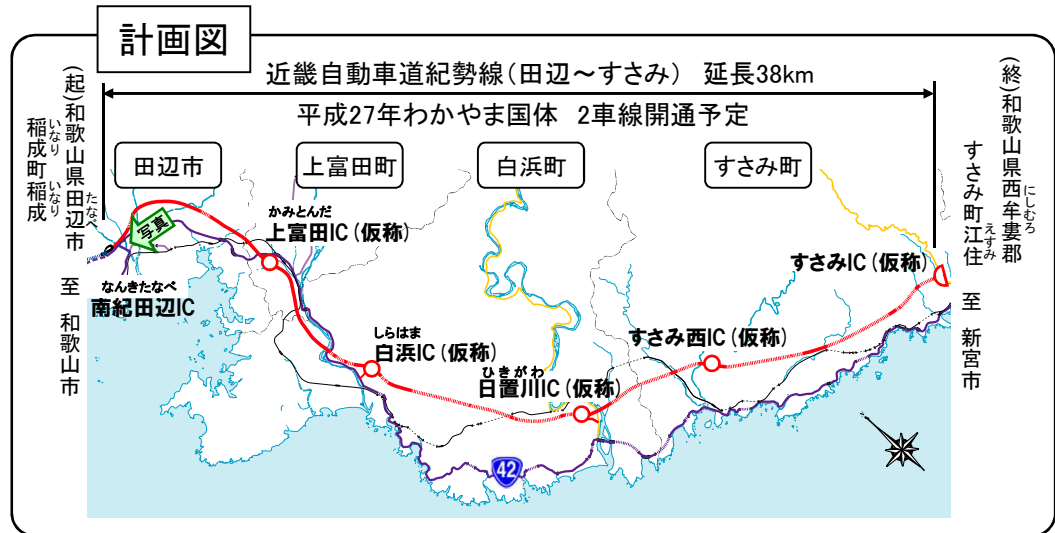 計画図
近畿自動車道紀勢線(田辺～すさみ) 延長38km
平成27年わかやま国体 2車線開通予定
(起)和歌山県田辺市
たなべ
稲成町稲成
いなり いなり
至 和歌山市
田辺市
上富田町
白浜町
すさみ町
(終)和歌山県西牟婁郡
にしむろ
すさみ町江住
えすみ
至 新宮市
写真
なんきたなべ
南紀田辺IC
かみとんだ
上富田IC(仮称)
しらはま
白浜IC(仮称)
ひきがわ
日置川IC(仮称)
すさみ西IC(仮称)
すさみIC(仮称)
42